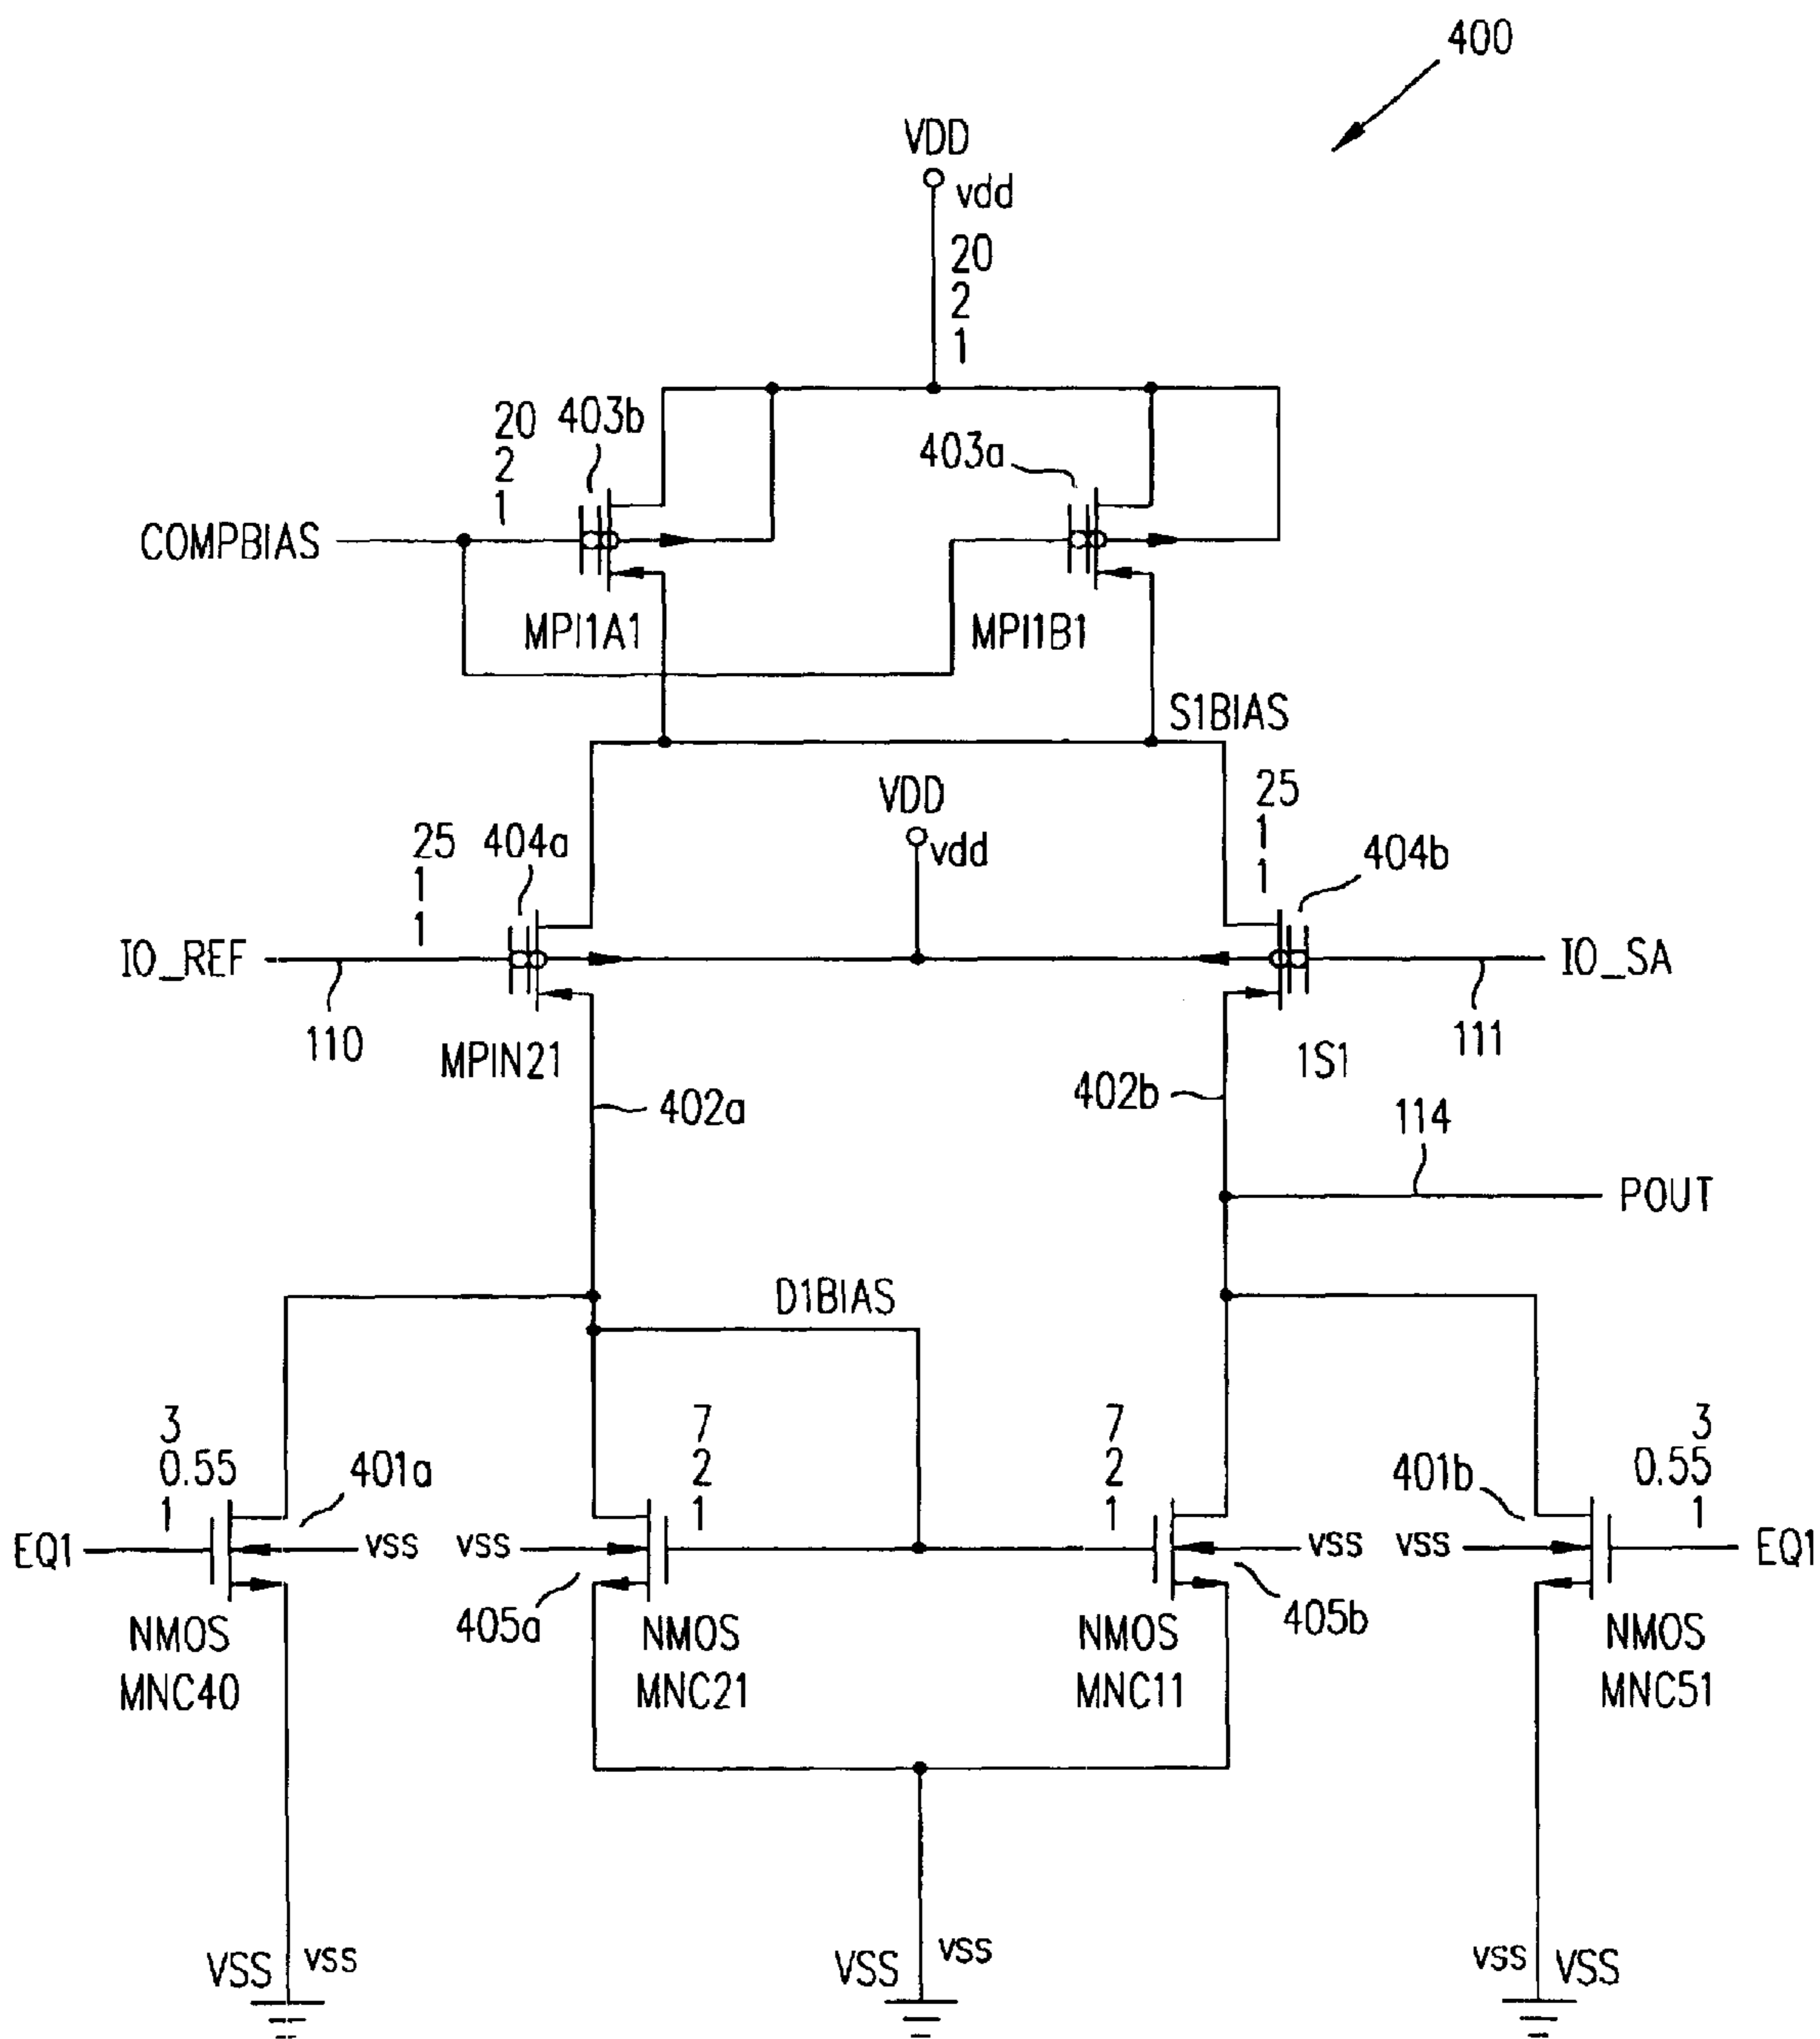 400
VDD
vdd
20
2
1
20
2
1
403b
403a
COMPBIAS
MPI1A1
MPI1B1
S1BIAS
VDD
vdd
25
1
1
404a
25
1
1
404b
IO_REF
IO_SA
110
111
MPIN21
1S1
402a
402b
114
POUT
D1BIAS
3
0.55
1
401a
7
2
1
7
2
1
401b
3
0.55
1
EQ1
vss
vss
vss
vss
EQ1
405a
405b
NMOS
MNC40
NMOS
MNC21
NMOS
MNC11
NMOS
MNC51
VSS
vss
VSS
vss
vss
VSS